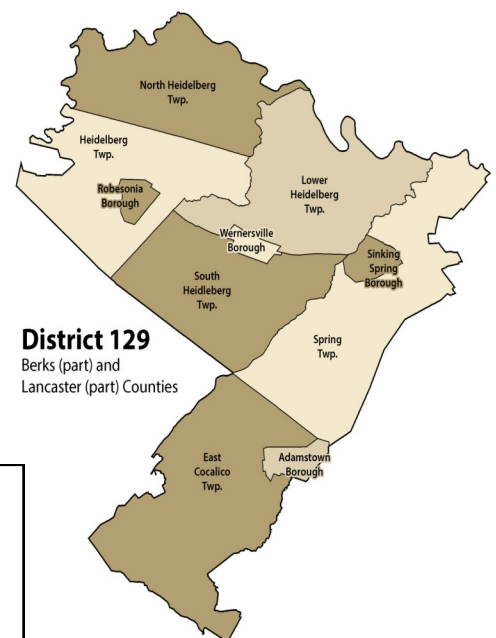 North Heidelberg
Twp.
Heidelberg
Twp.
Lower
Heidelberg
Twp.
Robesonia
Borough
Wernersville
Borough
Sinking
Spring
Borough
South
Heidleberg
Twp.
Spring
Twp.
District 129
Berks (part) and
Lancaster (part) Counties
East
Cocalico
Twp.
Adamstown
Borough